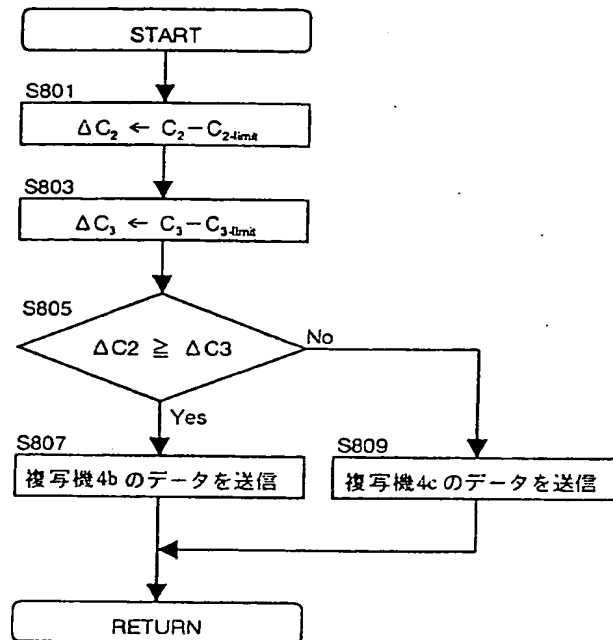 START
S801
ΔC₂ ← C₂−C₂-limit
S803
ΔC₃ ← C₃−C₃-limit
S805
ΔC2 ≧ ΔC3
No
Yes
S807
複写機4bのデータを送信
S809
複写機4cのデータを送信
RETURN